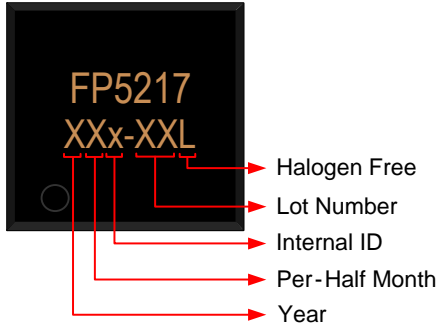 FP5217
XXx-XXL
Halogen Free
Lot Number
Internal ID
Per-Half Month
Year